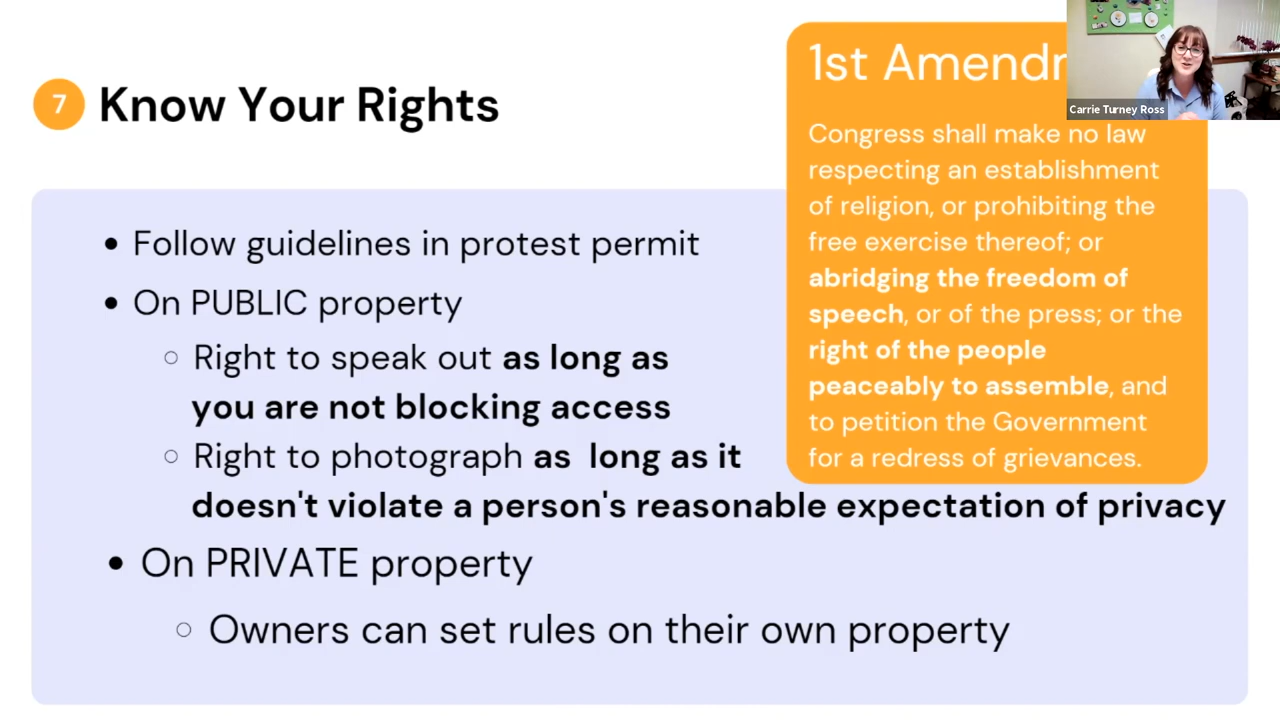 7 Know Your Rights
Follow guidelines in protest permit
On PUBLIC property
Right to speak out as long as
you are not blocking access
Right to photograph as long as it
doesn't violate a person's reasonable expectation of privacy
On PRIVATE property
Owners can set rules on their own property
1st Amendm
Congress shall make no law
respecting an establishment
of religion, or prohibiting the
free exercise thereof; or
abridging the freedom of
speech, or of the press; or the
right of the people
peaceably to assemble, and
to petition the Government
for a redress of grievances.
Carrie Turney Ross